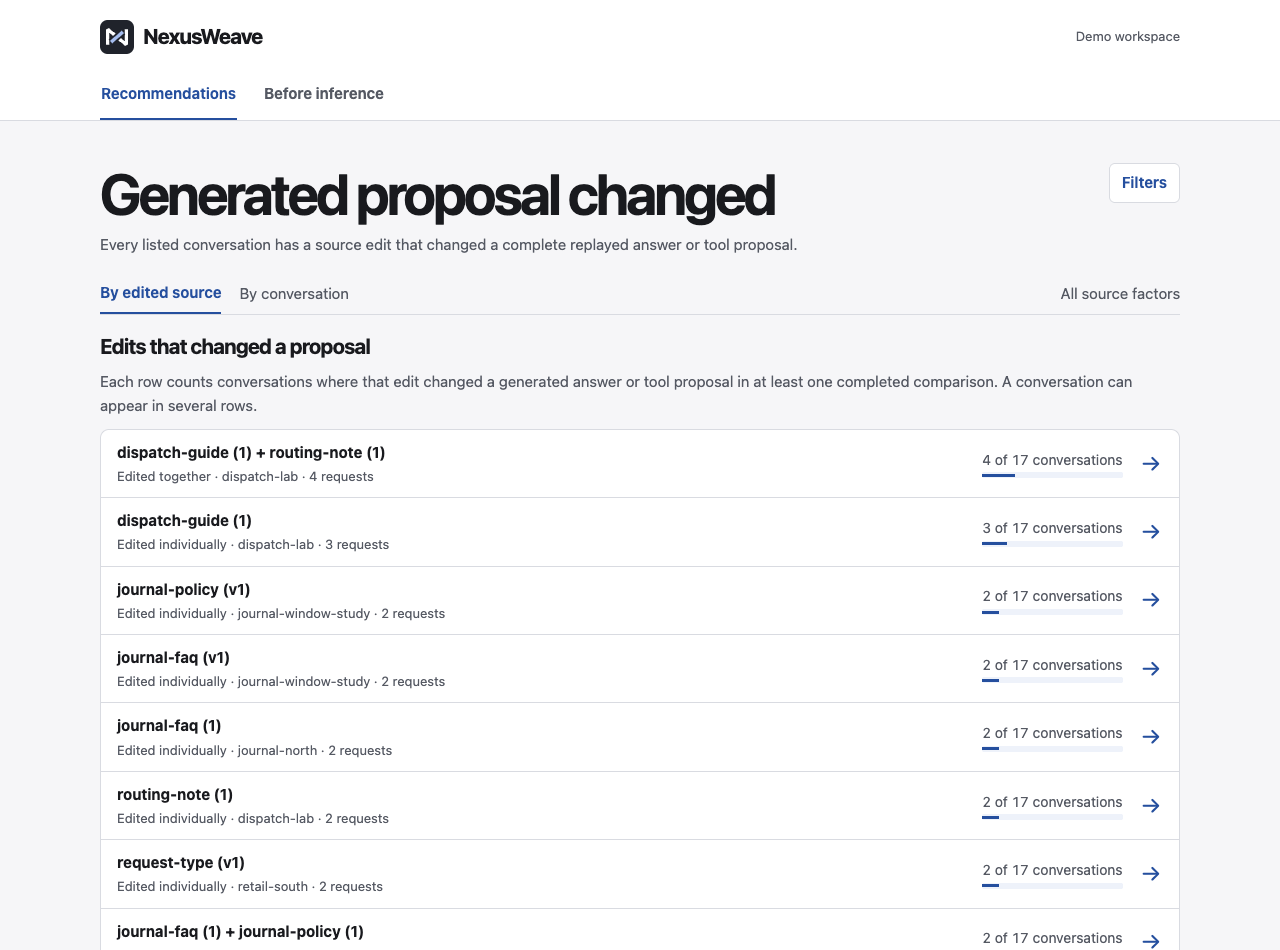 NexusWeave
Demo workspace
Recommendations
Before inference
Generated proposal changed
Filters
Every listed conversation has a source edit that changed a complete replayed answer or tool proposal.
By edited source
By conversation
All source factors
Edits that changed a proposal
Each row counts conversations where that edit changed a generated answer or tool proposal in at least one completed comparison. A conversation can
appear in several rows.
dispatch-guide (1) + routing-note (1)
Edited together · dispatch-lab · 4 requests
4 of 17 conversations
dispatch-guide (1)
Edited individually · dispatch-lab · 3 requests
3 of 17 conversations
journal-policy (v1)
Edited individually · journal-window-study · 2 requests
2 of 17 conversations
journal-faq (v1)
Edited individually · journal-window-study · 2 requests
2 of 17 conversations
journal-faq (1)
Edited individually · journal-north · 2 requests
2 of 17 conversations
routing-note (1)
Edited individually · dispatch-lab · 2 requests
2 of 17 conversations
request-type (v1)
Edited individually · retail-south · 2 requests
2 of 17 conversations
journal-faq (1) + journal-policy (1)
2 of 17 conversations